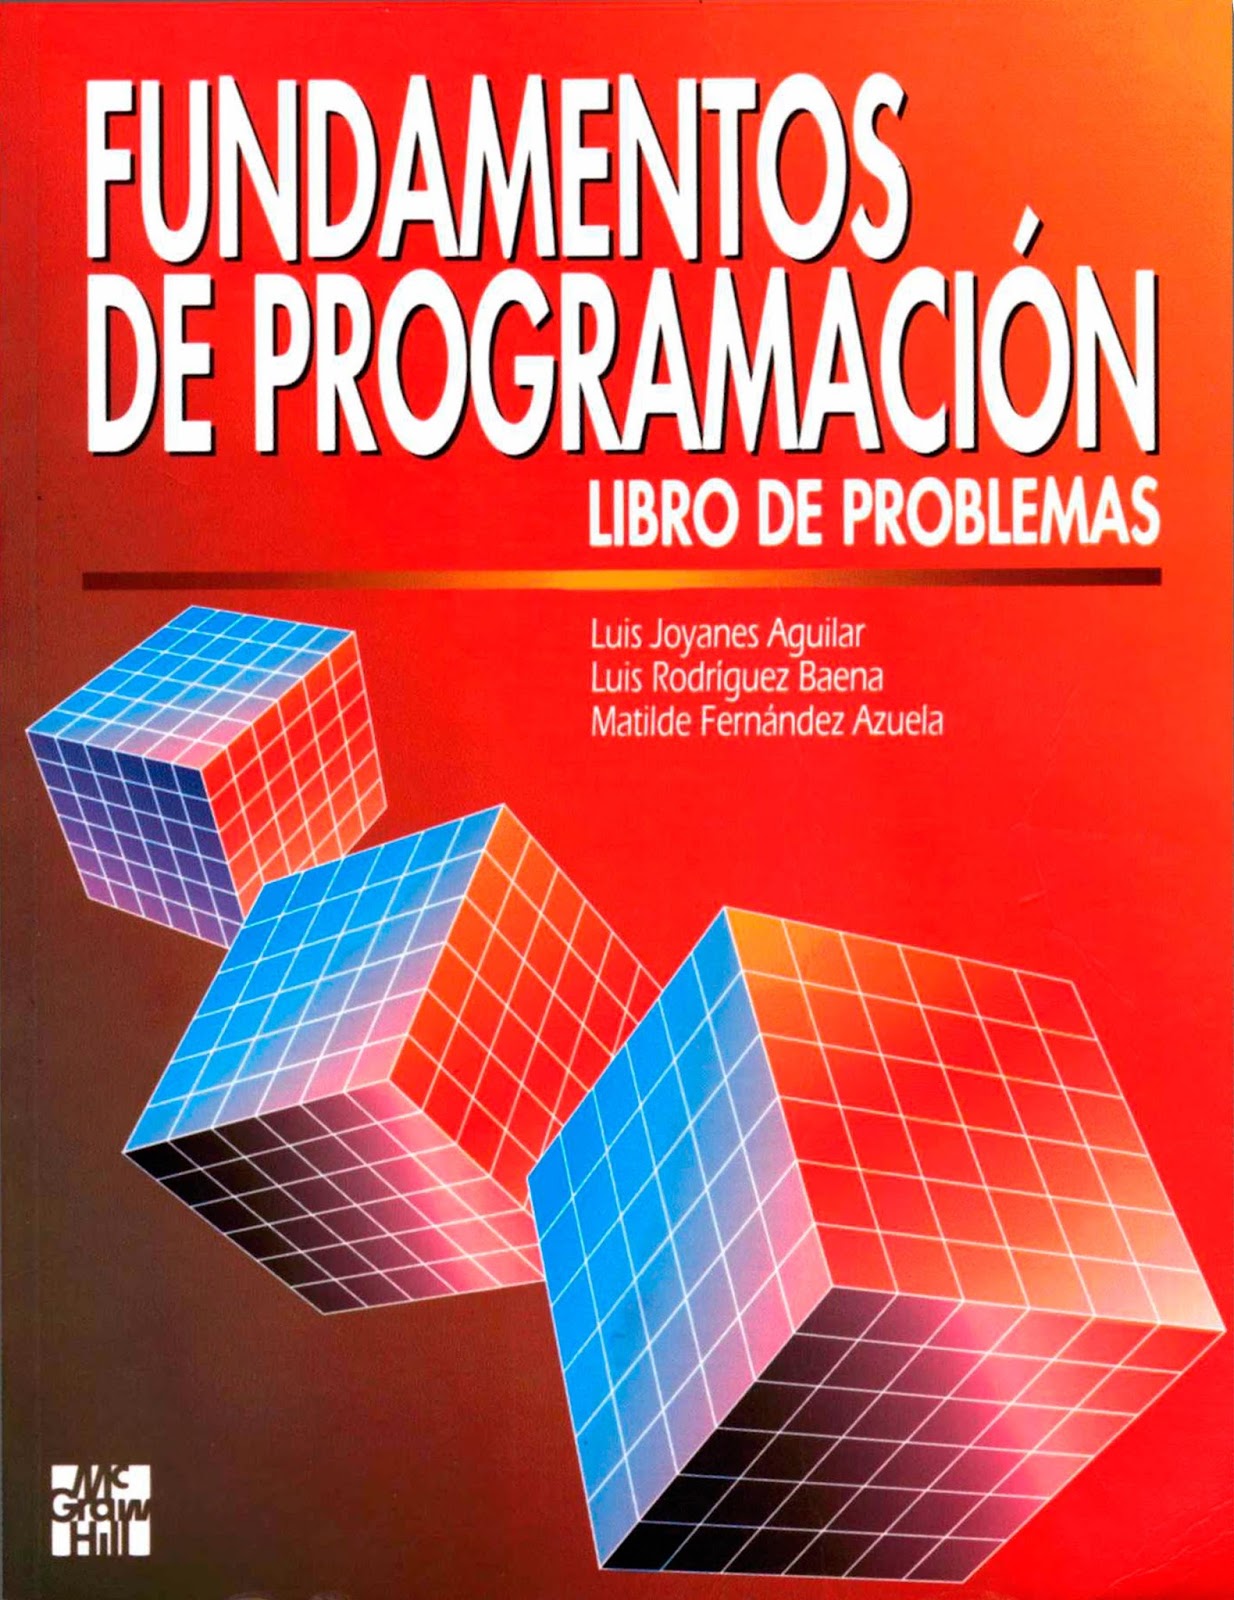 FUNDAMENTOS
DE PROGRAMACIÓN
LIBRO DE PROBLEMAS
Luis Joyanes Aguilar
Luis Rodríguez Baena
Matilde Fernández Azuela
Mc
Graw
Hill